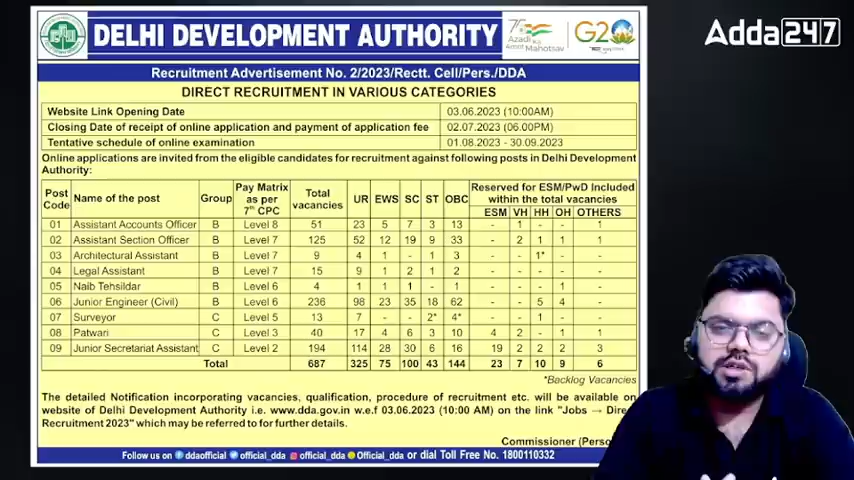 DELHI DEVELOPMENT AUTHORITY
75
Azadi Ka
Amrit Mahotsav
G20
Adda247
Recruitment Advertisement No. 2/2023/Rectt. Cell/Pers./DDA
DIRECT RECRUITMENT IN VARIOUS CATEGORIES
Website Link Opening Date 03.06.2023 (10:00AM)
Closing Date of receipt of online application and payment of application fee 02.07.2023 (06:00PM)
Tentative schedule of online examination 01.08.2023 - 30.09.2023
Online applications are invited from the eligible candidates for recruitment against following posts in Delhi Development
Authority:
Post Code Name of the post Group Pay Matrix as per 7th CPC Total vacancies UR EWS SC ST OBC Reserved for ESM/PwD Included within the total vacancies
ESM VH HH OH OTHERS
01 Assistant Accounts Officer B Level 8 51 23 5 7 3 13 - 1 - - 1
02 Assistant Section Officer B Level 7 125 52 12 19 9 33 - 2 1 1 1
03 Architectural Assistant B Level 7 9 4 1 - 1 3 - - 1* - -
04 Legal Assistant B Level 7 15 9 1 2 1 2 - - - - -
05 Naib Tehsildar B Level 6 4 1 1 1 - 1 - - - 1 -
06 Junior Engineer (Civil) B Level 6 236 98 23 35 18 62 - - 5 4 -
07 Surveyor C Level 5 13 7 - - 2* 4* - - 1 - -
08 Patwari C Level 3 40 17 4 6 3 10 4 2 - 1 1
09 Junior Secretariat Assistant C Level 2 194 114 28 30 6 16 19 2 2 2 3
Total 687 325 75 100 43 144 23 7 10 9 6
*Backlog Vacancies
The detailed Notification incorporating vacancies, qualification, procedure of recruitment etc. will be available on
website of Delhi Development Authority i.e. www.dda.gov.in w.e.f 03.06.2023 (10:00 AM) on the link "Jobs → Dire
Recruitment 2023" which may be referred to for further details.
Commissioner (Perso
Follow us on ddaofficial official_dda official_dda Official_dda or dial Toll Free No. 1800110332